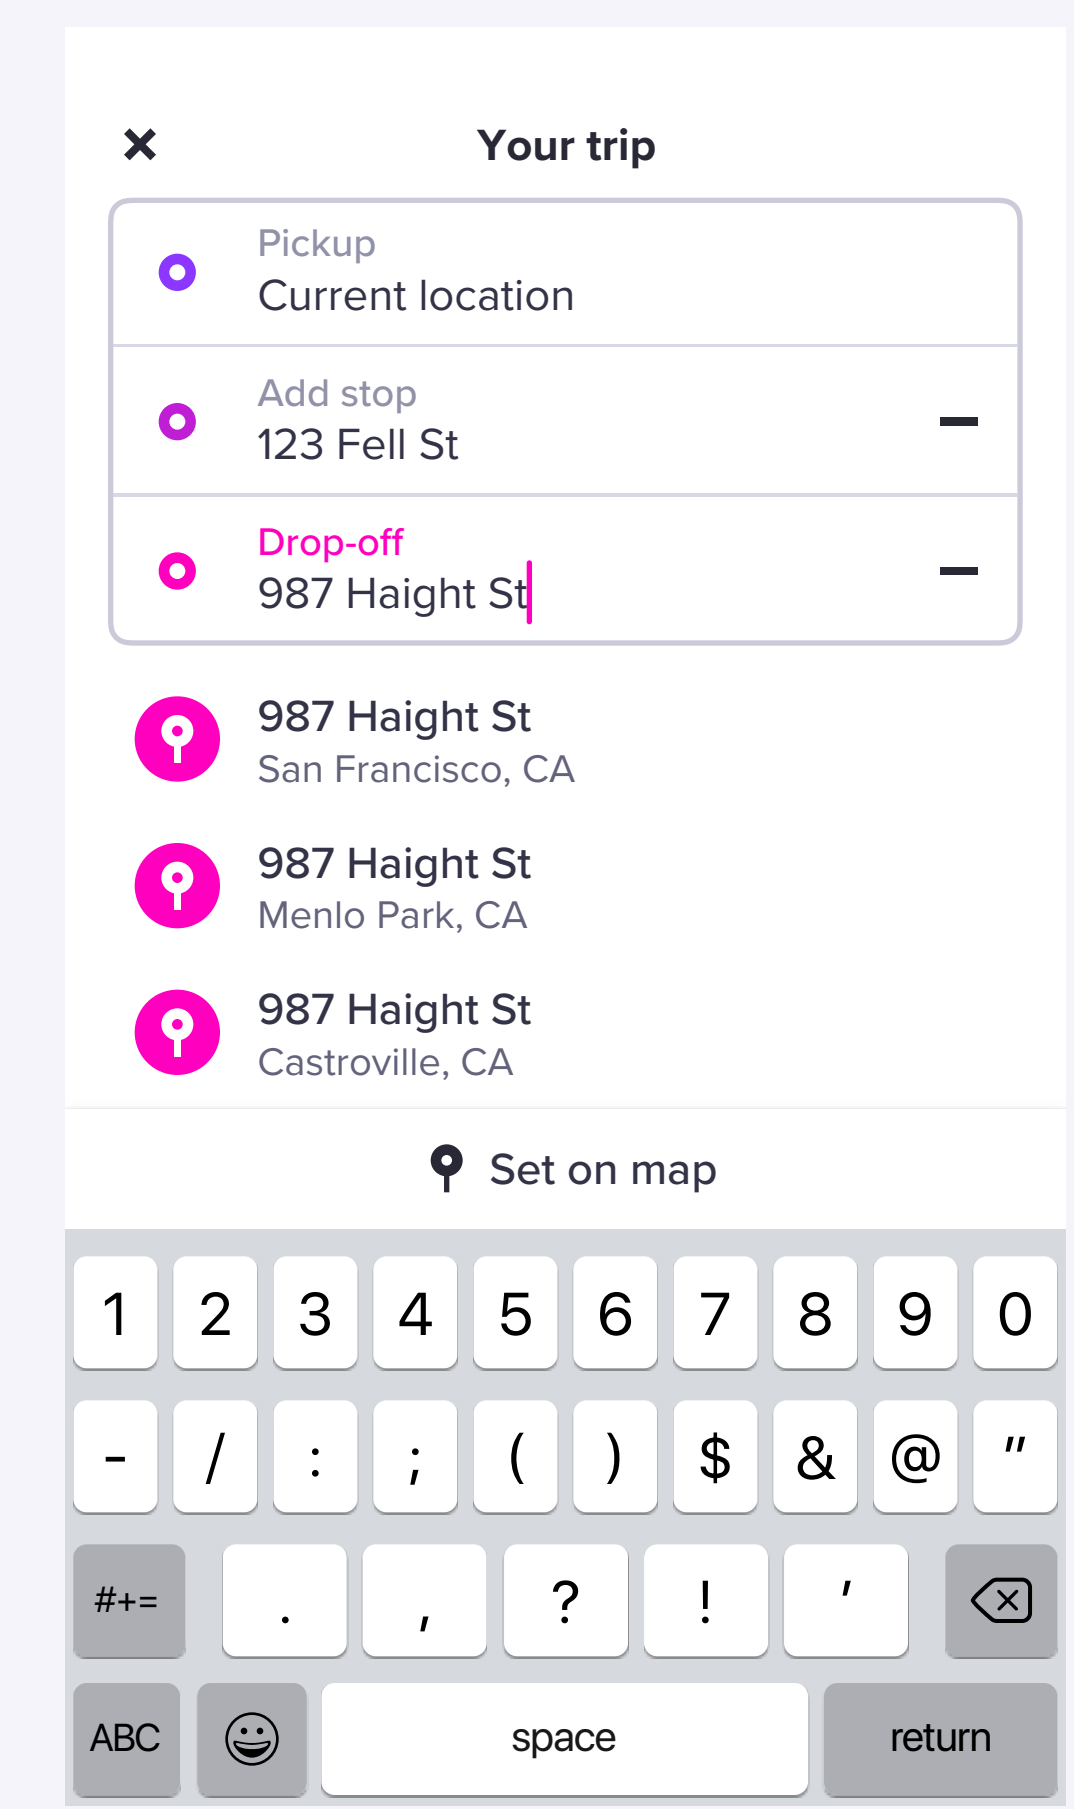 Your trip
Pickup
Current location
Add stop
123 Fell St
Drop-off
987 Haight St
987 Haight St
San Francisco, CA
987 Haight St
Menlo Park, CA
987 Haight St
Castroville, CA
Set on map
1 2 3 4 5 6 7 8 9 0
- / : ; ( ) $ & @ "
#+= . , ? ! '
ABC space return